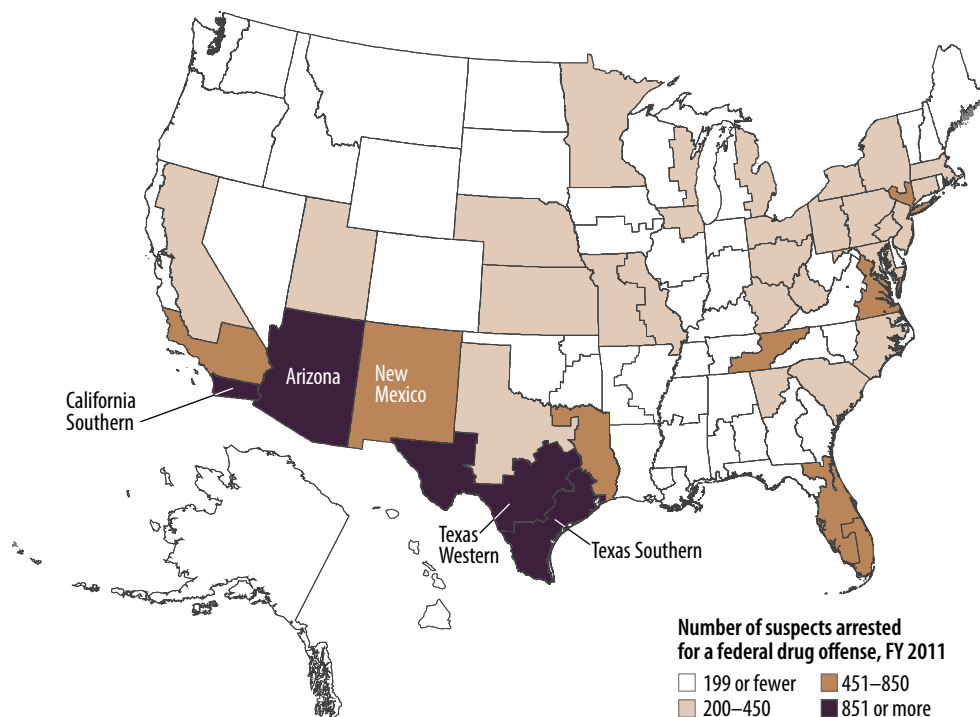 Arizona
New
Mexico
California
Southern
Texas
Western
Texas Southern
Number of suspects arrested
for a federal drug offense, FY 2011
199 or fewer
451–850
200–450
851 or more